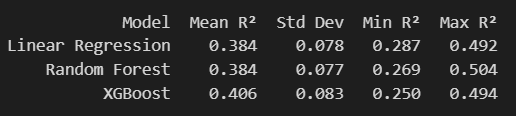 Model Mean R² Std Dev Min R² Max R²
Linear Regression 0.384 0.078 0.287 0.492
Random Forest 0.384 0.077 0.269 0.504
XGBoost 0.406 0.083 0.250 0.494